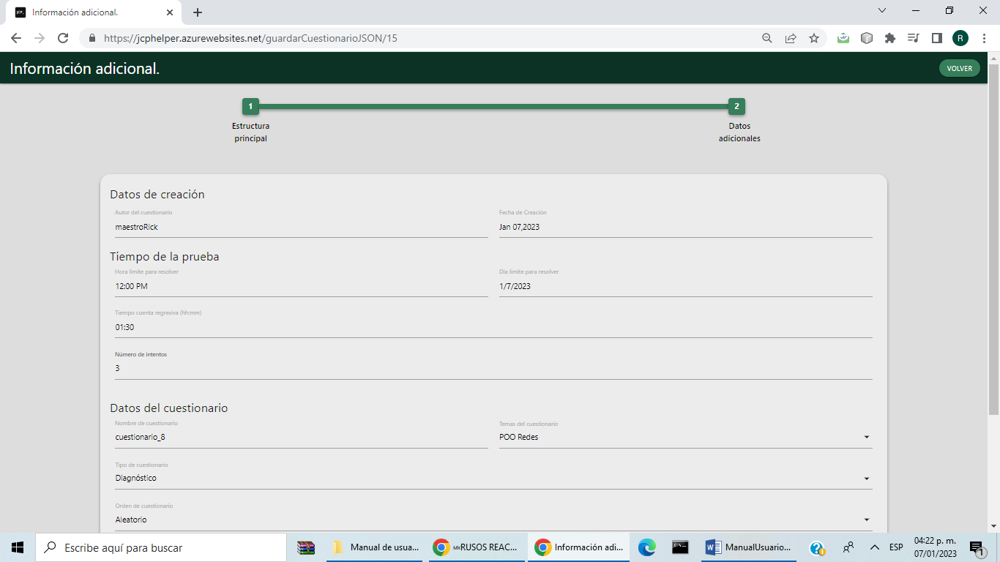 JCP_ Información adicional.
https://jcphelper.azurewebsites.net/guardarCuestionarioJSON/15
R
Información adicional.
VOLVER
1
2
Estructura
principal
Datos
adicionales
Datos de creación
Autor del cuestionario
maestroRick
Fecha de Creación
Jan 07,2023
Tiempo de la prueba
Hora limite para resolver
12:00 PM
Dia limite para resolver
1/7/2023
Tiempo cuenta regresiva (hh:mm)
01:30
Número de intentos
3
Datos del cuestionario
Nombre de cuestionario
cuestionario_8
Temas del cuestionario
POO Redes
Tipo de cuestionario
Diagnóstico
Orden de cuestionario
Aleatorio
Escribe aquí para buscar
Manual de usua...
MXRUSOS REAC...
Información adi...
ManualUsuario...
ESP
04:22 p. m.
07/01/2023
1